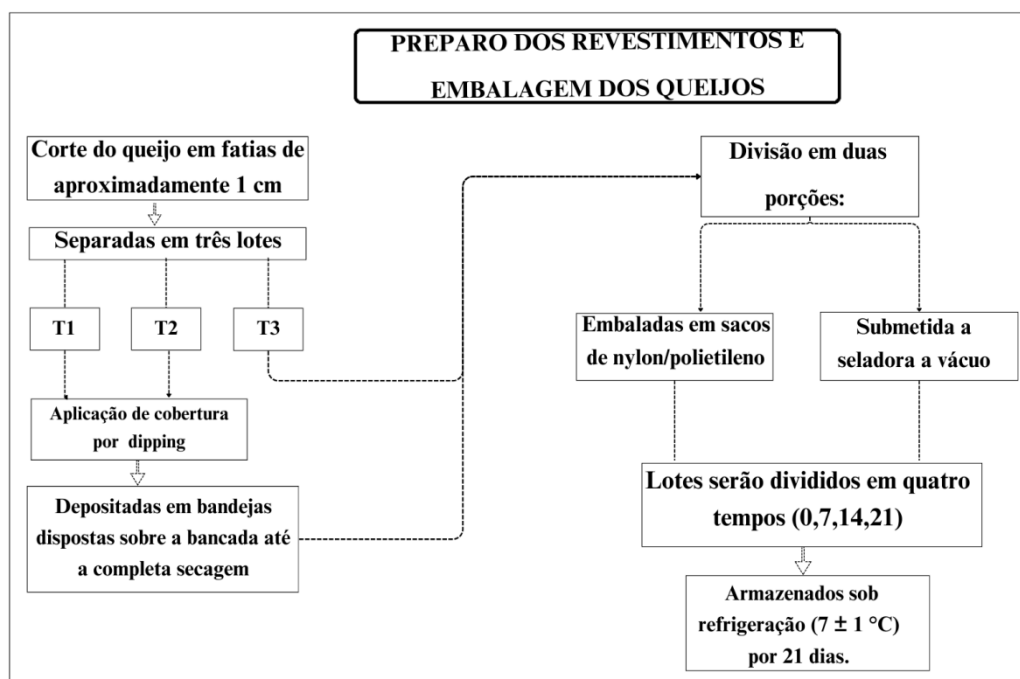 PREPARO DOS REVESTIMENTOS E
EMBALAGEM DOS QUEIJOS
Corte do queijo em fatias de
aproximadamente 1 cm
Separadas em três lotes
T1
T2
T3
Aplicação de cobertura
por dipping
Depositadas em bandejas
dispostas sobre a bancada até
a completa secagem
Divisão em duas
porções:
Embaladas em sacos
de nylon/polietileno
Submetida a
seladora a vácuo
Lotes serão divididos em quatro
tempos (0,7,14,21)
Armazenados sob
refrigeração (7 ± 1 °C)
por 21 dias.